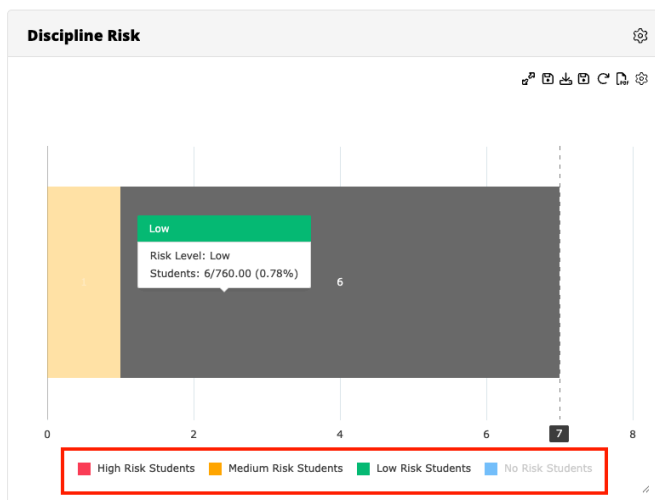 Discipline Risk
Low
Risk Level: Low
Students: 6/760.00 (0.78%)
1
6
0
2
4
6
7
8
High Risk Students
Medium Risk Students
Low Risk Students
No Risk Students